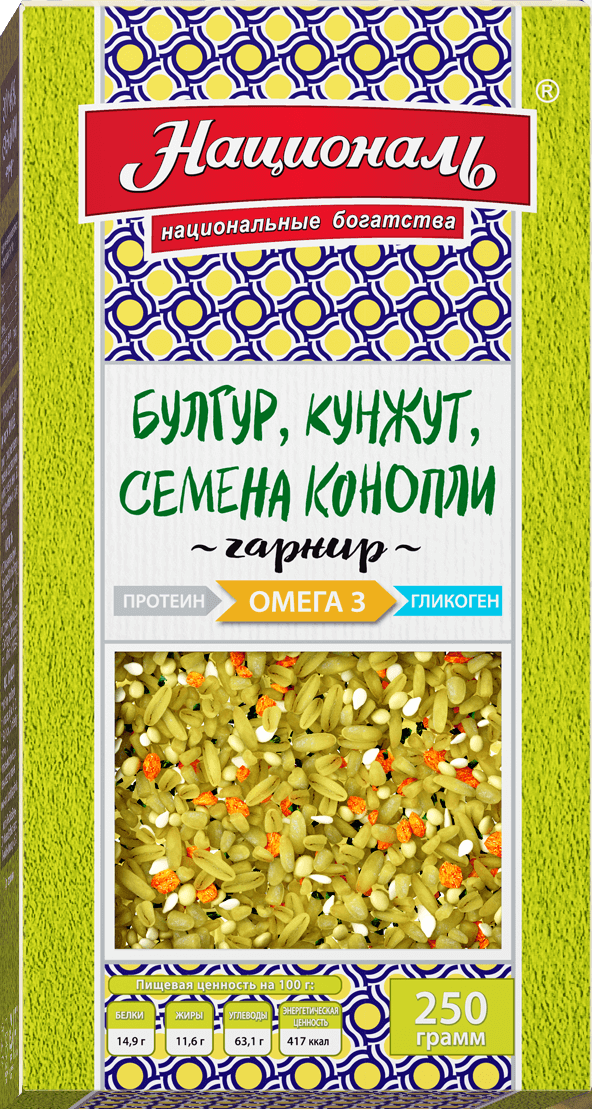 ®
Националь
национальные богатства
БУЛГУР, КУНЖУТ,
СЕМЕНА КОНОПЛИ
~ гарнир ~
ПРОТЕИН ОМЕГА 3 ГЛИКОГЕН
Пищевая ценность на 100 г:
БЕЛКИ ЖИРЫ УГЛЕВОДЫ ЭНЕРГЕТИЧЕСКАЯ ЦЕННОСТЬ
14,9 г 11,6 г 63,1 г 417 ккал
250
грамм